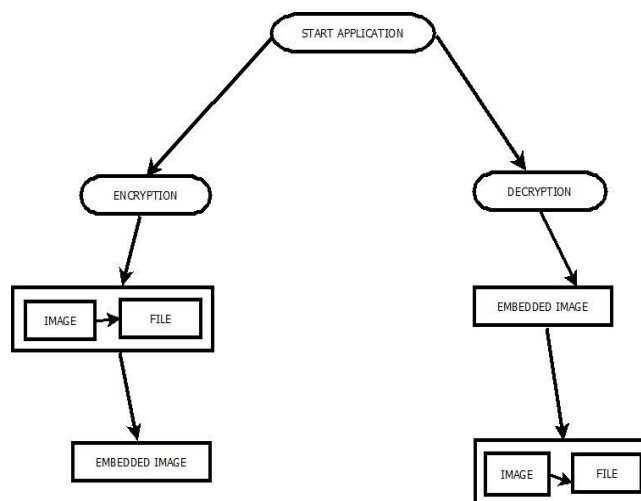 START APPLICATION
ENCRYPTION
DECRYPTION
IMAGE
FILE
EMBEDDED IMAGE
EMBEDDED IMAGE
IMAGE
FILE